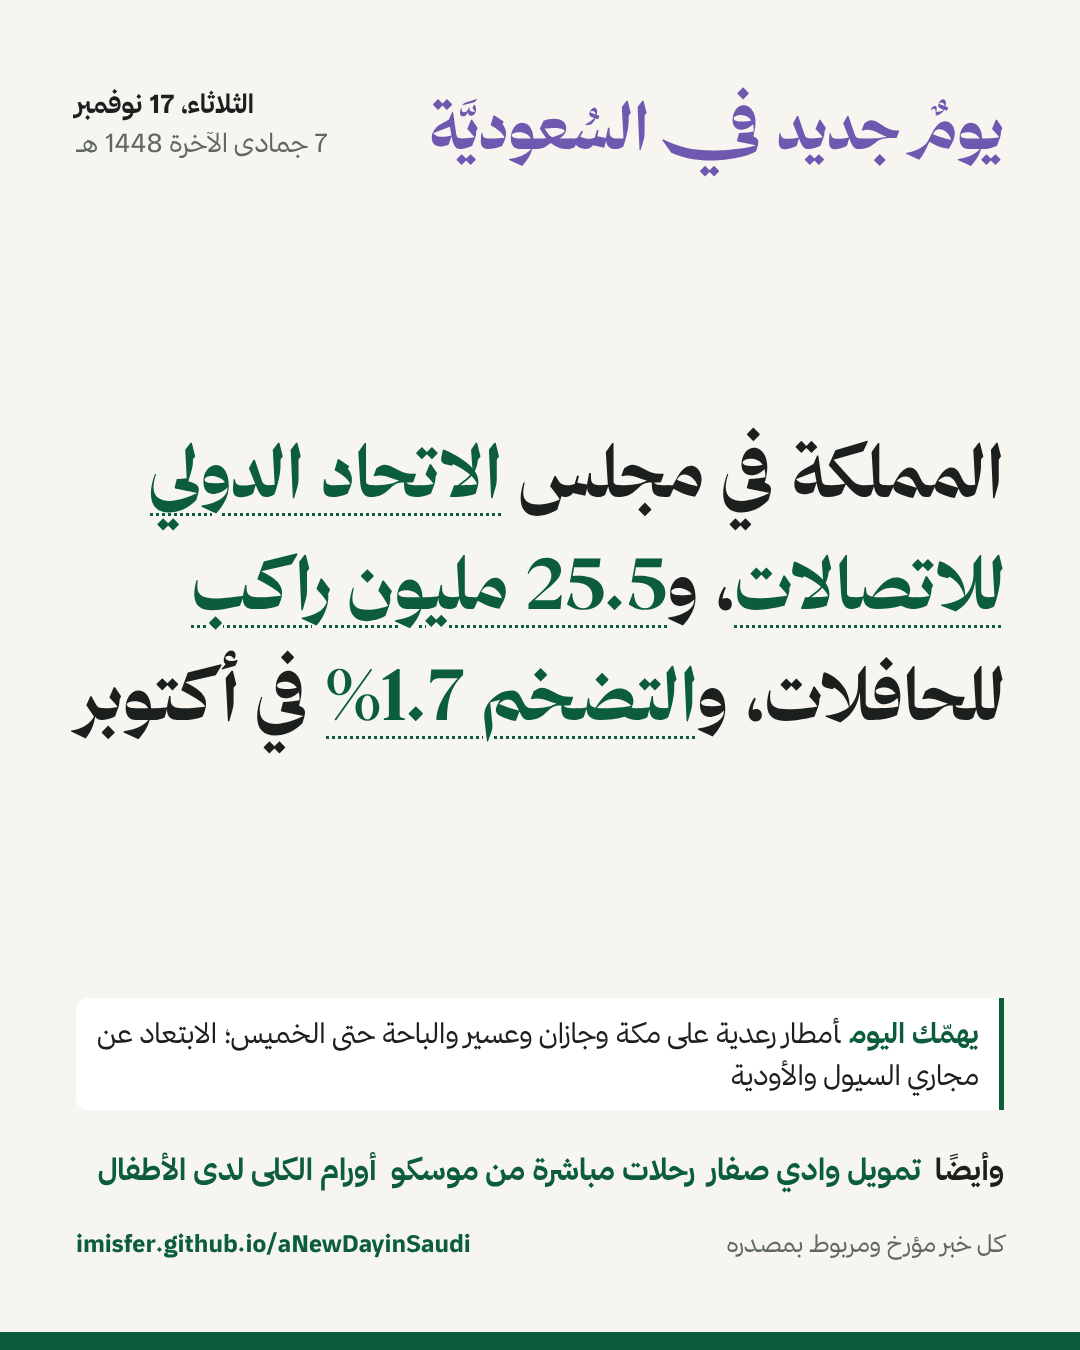 يومٌ جديد في السُعوديَّة
الثلاثاء، 17 نوفمبر
7 جمادى الآخرة 1448 هـ
المملكة في مجلس الاتحاد الدولي
للاتصالات، و25.5 مليون راكب
للحافلات، والتضخم 1.7% في أكتوبر
يهمّك اليوم أمطار رعدية على مكة وجازان وعسير والباحة حتى الخميس؛ الابتعاد عن
مجاري السيول والأودية
وأيضًا تمويل وادي صفار رحلات مباشرة من موسكو أورام الكلى لدى الأطفال
كل خبر مؤرخ ومربوط بمصدره
imisfer.github.io/aNewDayinSaudi